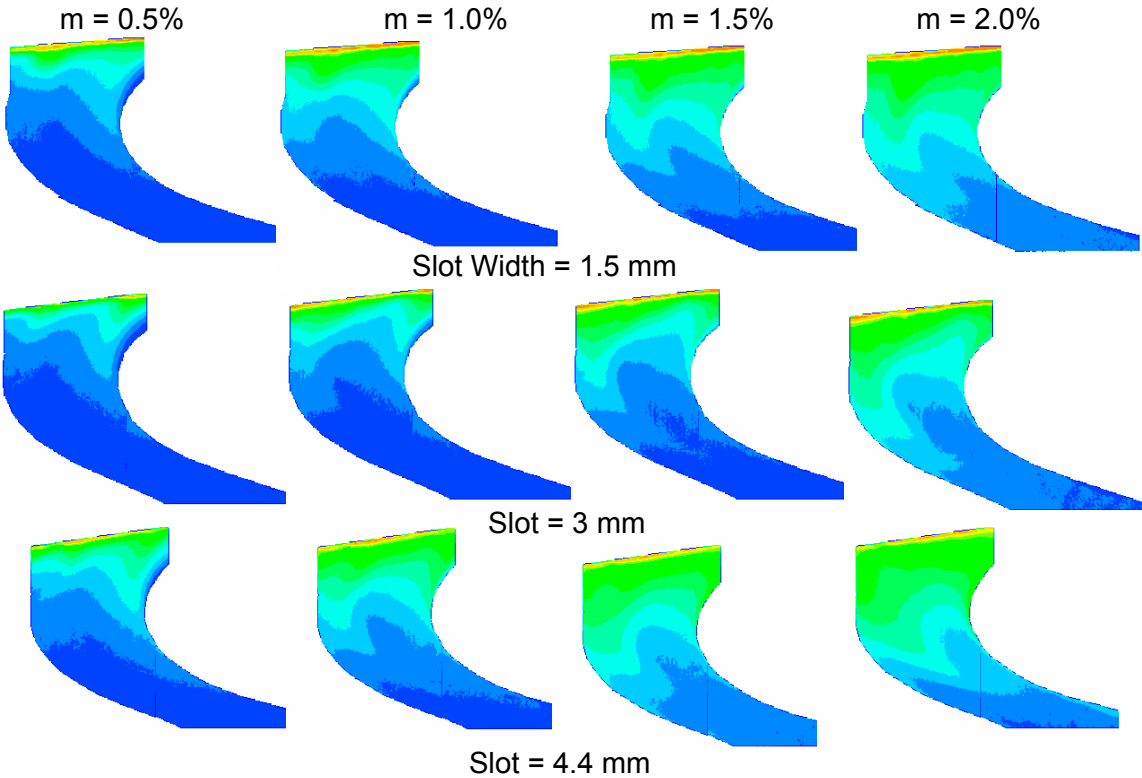 m = 0.5% m = 1.0% m = 1.5% m = 2.0%
Slot Width = 1.5 mm
Slot = 3 mm
Slot = 4.4 mm